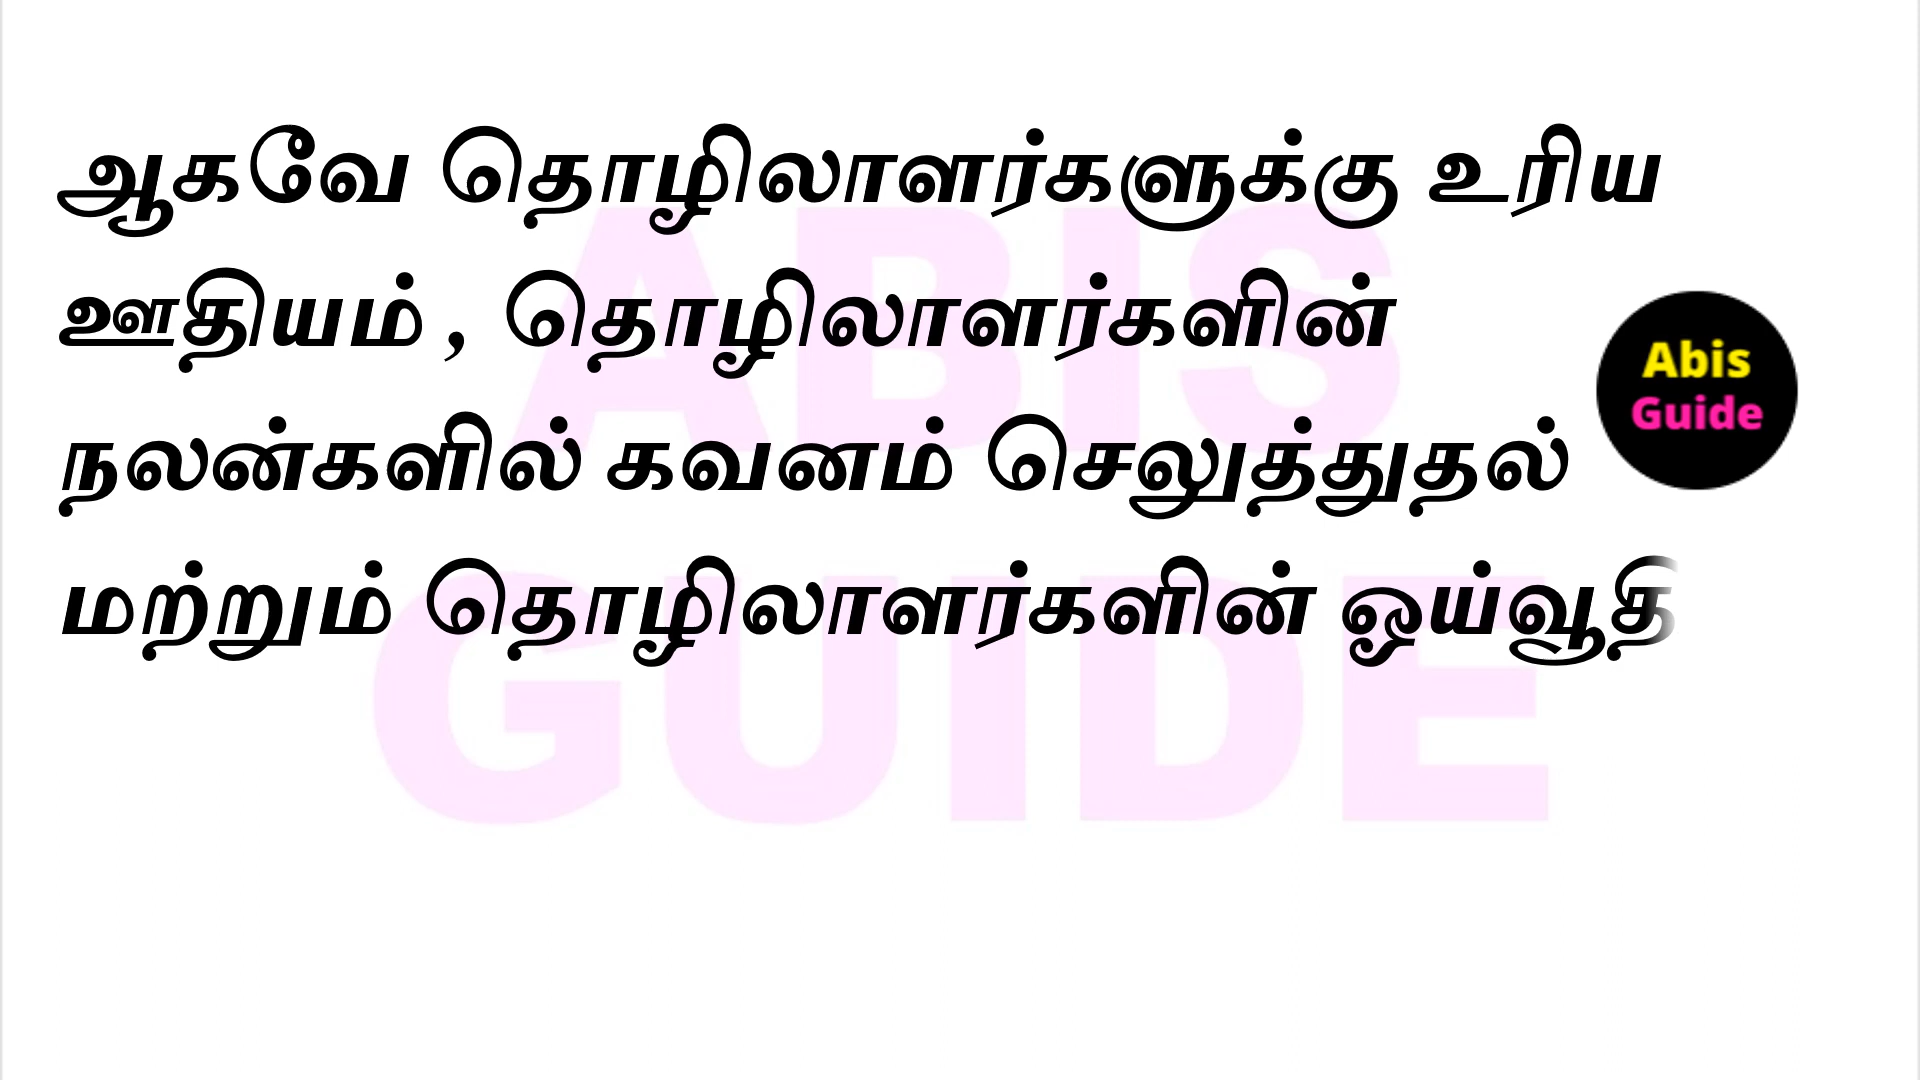 ஆகவே தொழிலாளர்களுக்கு உரிய
ஊதியம் , தொழிலாளர்களின்
நலன்களில் கவனம் செலுத்துதல்
மற்றும் தொழிலாளர்களின் ஓய்வூதி
Abis
Guide
ABIS
GUIDE